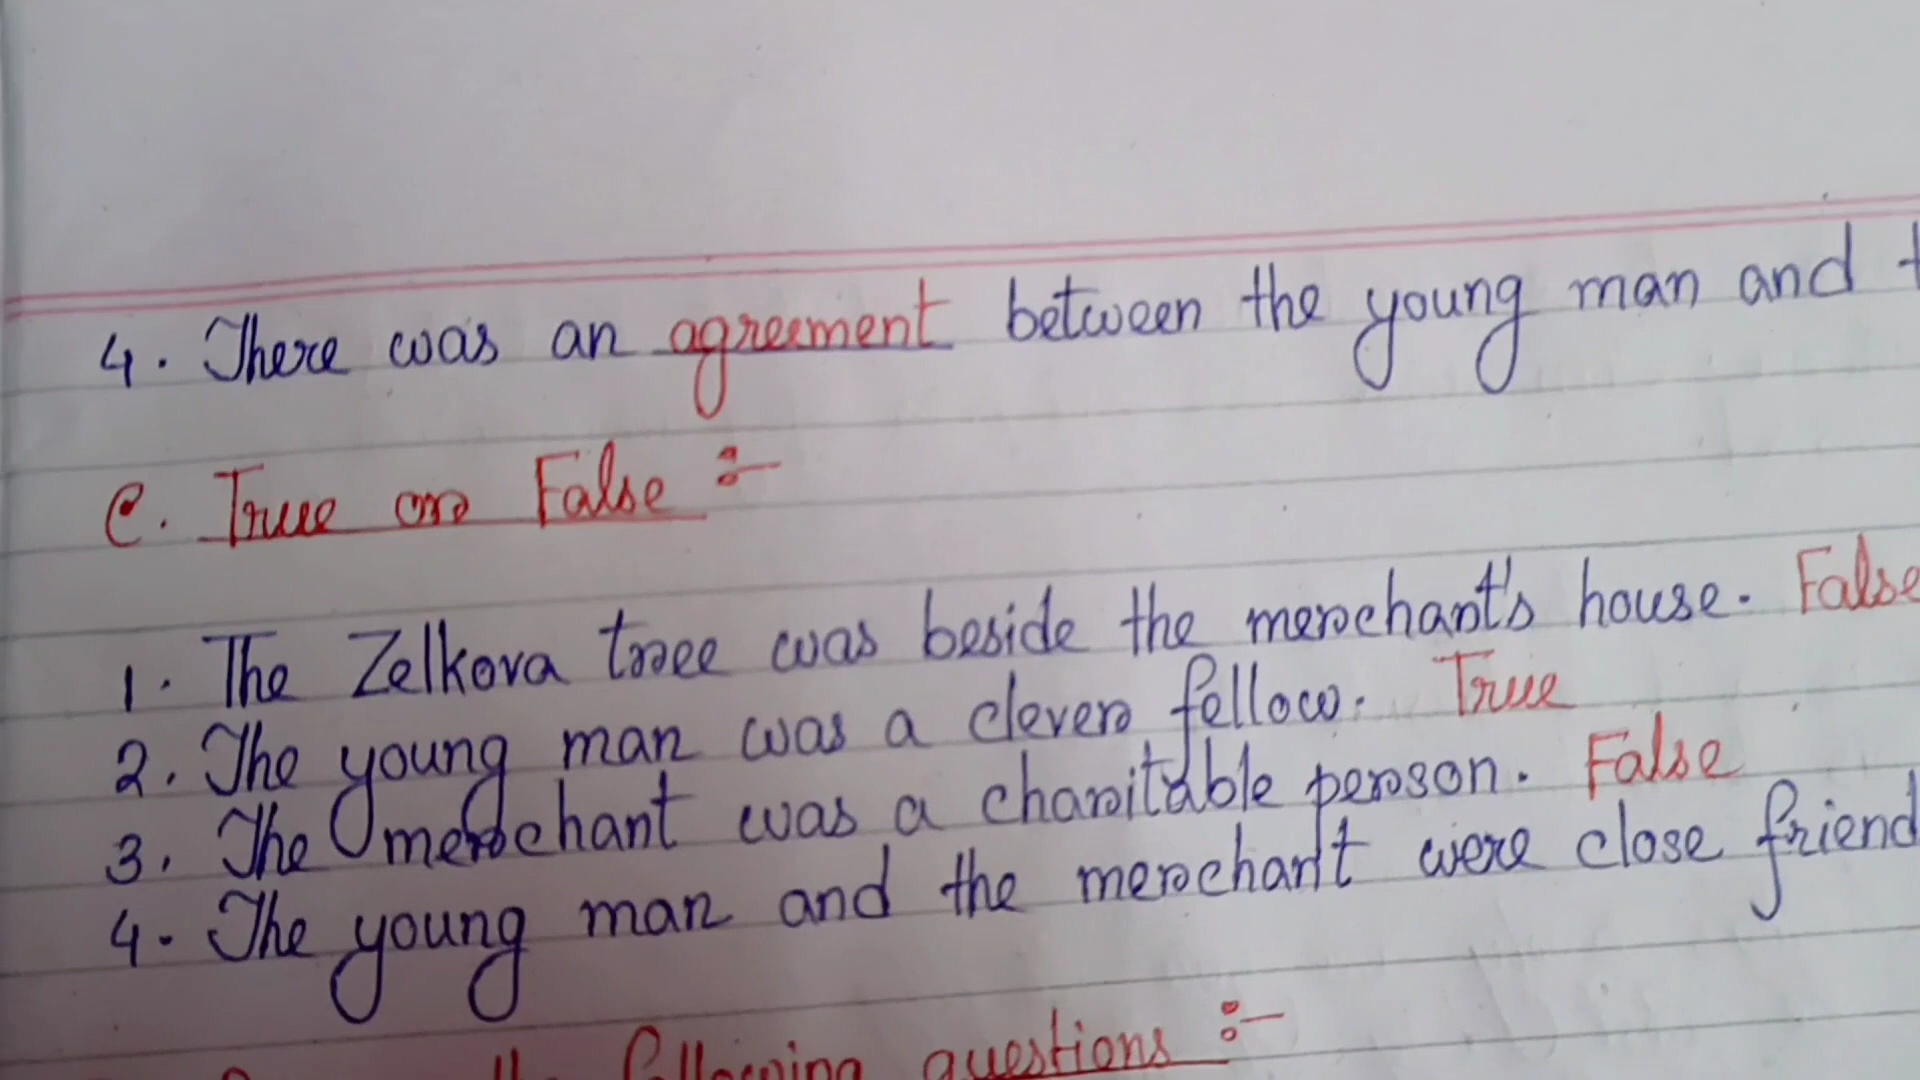 4. There was an agreement between the young man and
C. True or False :-
1. The Zelkova tree was beside the merchant's house. False
2. The young man was a clever fellow. True
3. The merchant was a charitable person. False
4. The young man and the merchant were close friend
the following questions :-